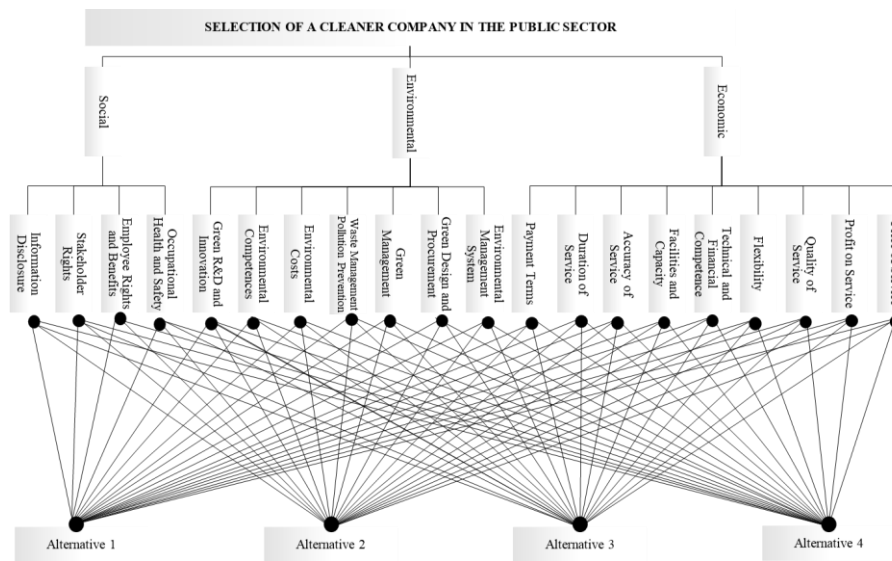 SELECTION OF A CLEANER COMPANY IN THE PUBLIC SECTOR
Social
Environmental
Economic
Information
Disclosure
Stakeholder
Rights
Employee Rights
and Benefits
Occupational
Health and Safety
Green R&D and
Innovation
Environmental
Competences
Environmental
Costs
Waste Management
Pollution Prevention
Green
Management
Green Design and
Procurement
Environmental
Management
System
Payment Terms
Duration of
Service
Accuracy of
Service
Facilities and
Capacity
Technical and
Financial
Competence
Flexibility
Quality of
Service
Profit on Service
Alternative 1
Alternative 2
Alternative 3
Alternative 4